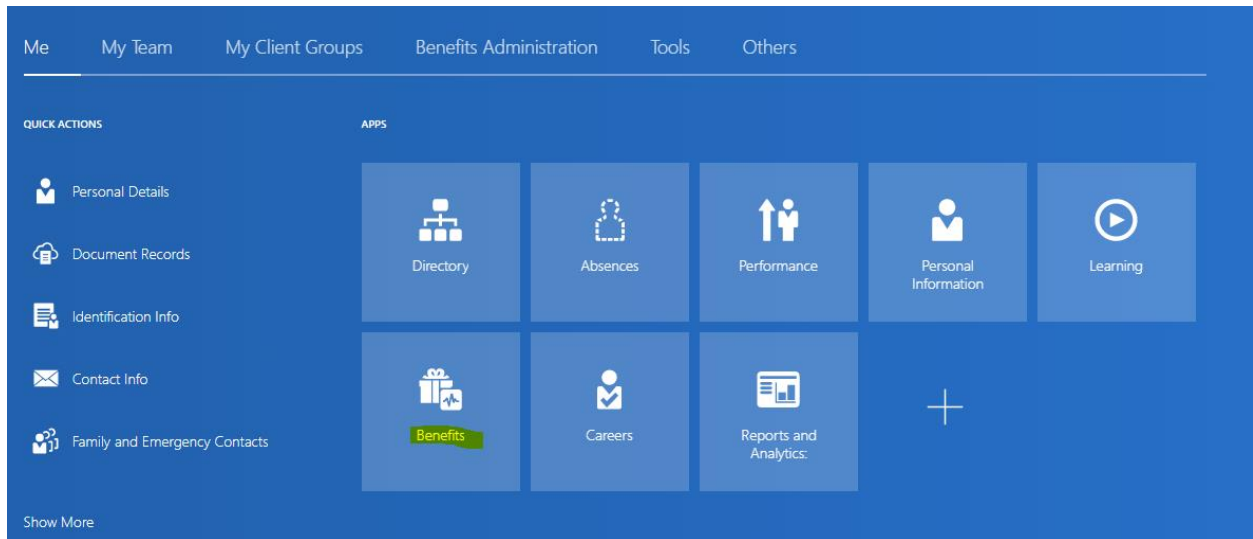 Me My Team My Client Groups Benefits Administration Tools Others
QUICK ACTIONS
Personal Details
Document Records
Identification Info
Contact Info
Family and Emergency Contacts
Show More
APPS
Directory
Absences
Performance
Personal
Information
Learning
Benefits
Careers
Reports and
Analytics: